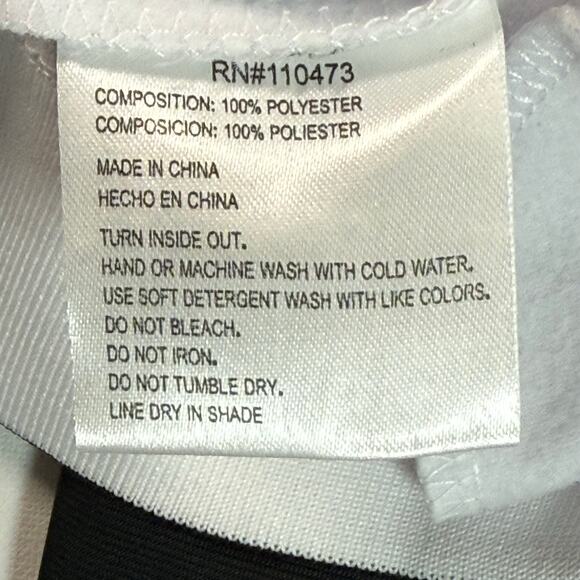 RN#110473
COMPOSITION: 100% POLYESTER
COMPOSICION: 100% POLIESTER
MADE IN CHINA
HECHO EN CHINA
TURN INSIDE OUT.
HAND OR MACHINE WASH WITH COLD WATER.
USE SOFT DETERGENT WASH WITH LIKE COLORS.
DO NOT BLEACH.
DO NOT IRON.
DO NOT TUMBLE DRY.
LINE DRY IN SHADE